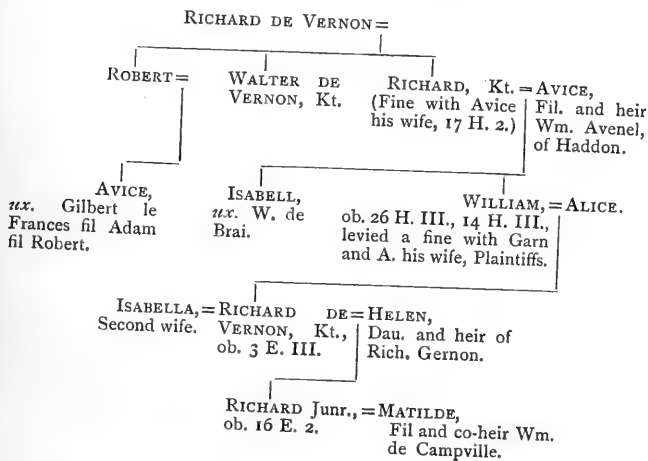 RICHARD DE VERNON=
ROBERT=
WALTER DE
VERNON, Kt.
RICHARD, Kt.
(Fine with Avice
his wife, 17 H. 2.)
=AVICE,
Fil. and heir
Wm. Avenel,
of Haddon.
AVICE,
ux. Gilbert le
Frances fil Adam
fil Robert.
ISABELL,
ux. W. de
Brai.
WILLIAM,
ob. 26 H. III., 14 H. III.,
levied a fine with Garn
and A. his wife, Plaintiffs.
=ALICE.
ISABELLA,=
Second wife.
RICHARD DE
VERNON, Kt.,
ob. 3 E. III.
=HELEN,
Dau. and heir of
Rich. Gernon.
RICHARD Junr.,
ob. 16 E. 2.
=MATILDE,
Fil and co-heir Wm.
de Campville.